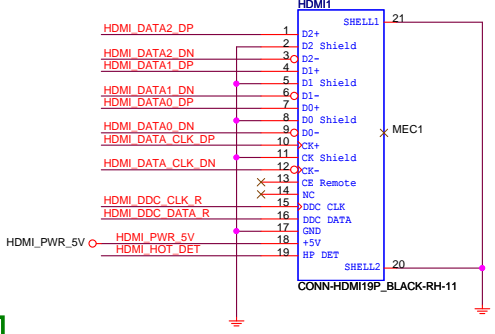 HDMI1
SHELL1 21
HDMI_DATA2_DP 1 D2+
2 D2 Shield
HDMI_DATA2_DN 3 D2-
HDMI_DATA1_DP 4 D1+
5 D1 Shield
HDMI_DATA1_DN 6 D1-
HDMI_DATA0_DP 7 D0+
8 D0 Shield
HDMI_DATA0_DN 9 D0- MEC1
HDMI_DATA_CLK_DP 10 CK+
11 CK Shield
HDMI_DATA_CLK_DN 12 CK-
13 CE Remote
14 NC
HDMI_DDC_CLK_R 15 DDC CLK
HDMI_DDC_DATA_R 16 DDC DATA
17 GND
HDMI_PWR_5V HDMI_PWR_5V 18 +5V
HDMI_HOT_DET 19 HP DET
SHELL2 20
CONN-HDMI19P_BLACK-RH-11